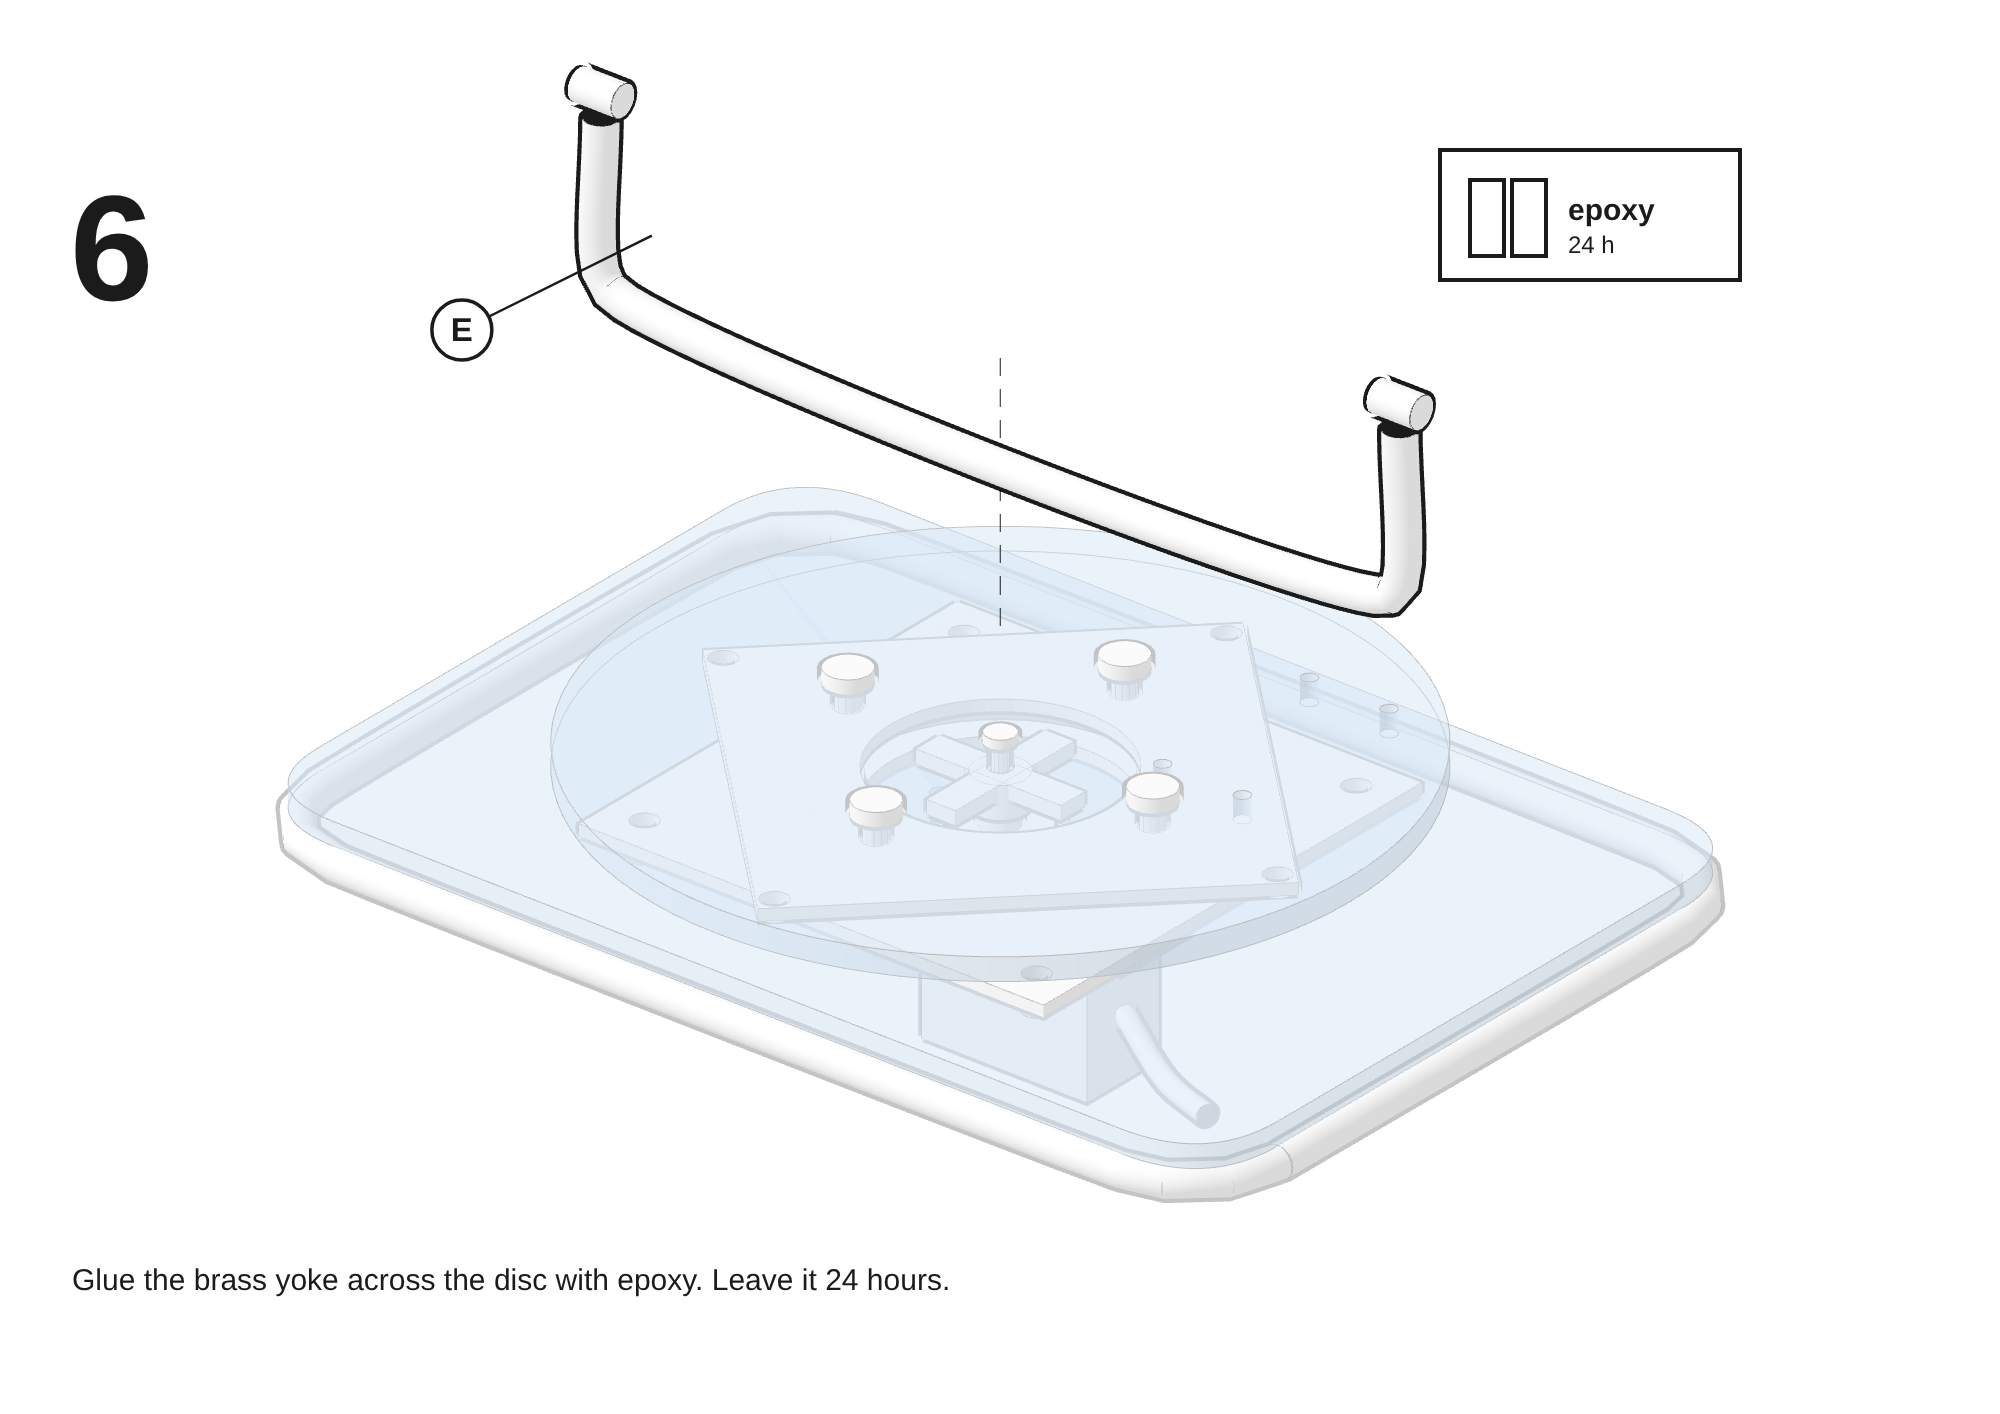 6
epoxy
24 h
E
Glue the brass yoke across the disc with epoxy. Leave it 24 hours.